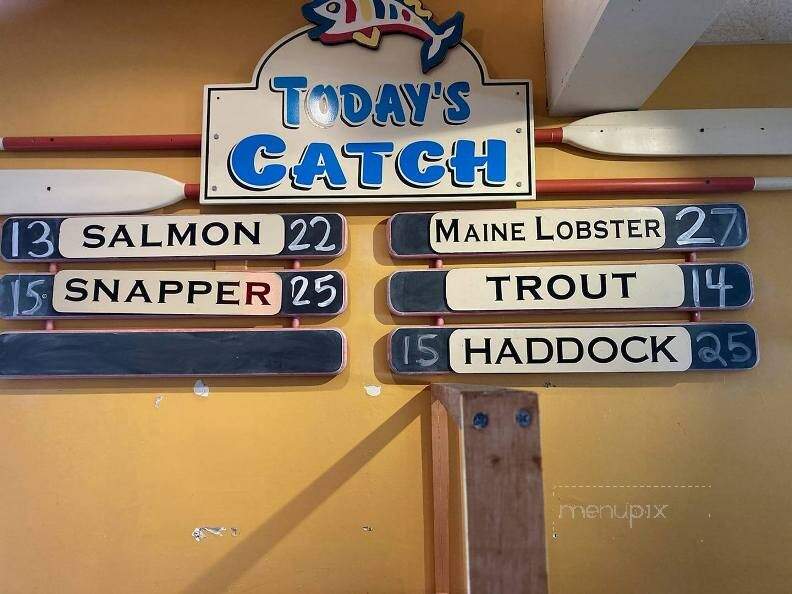 TODAY'S
CATCH
13 SALMON 22
15 SNAPPER 25
MAINE LOBSTER 27
TROUT 14
15 HADDOCK 25
menupix